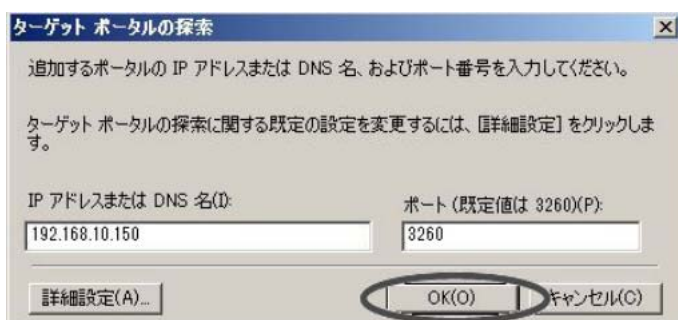 ターゲット ポータルの探索
追加するポータルの IP アドレスまたは DNS 名、およびポート番号を入力してください。
ターゲット ポータルの探索に関する既定の設定を変更するには、[詳細設定] をクリックしま
す。
IP アドレスまたは DNS 名(I):
ポート (既定値は 3260)(P):
192.168.10.150
3260
詳細設定(A)...
OK(O)
キャンセル(C)